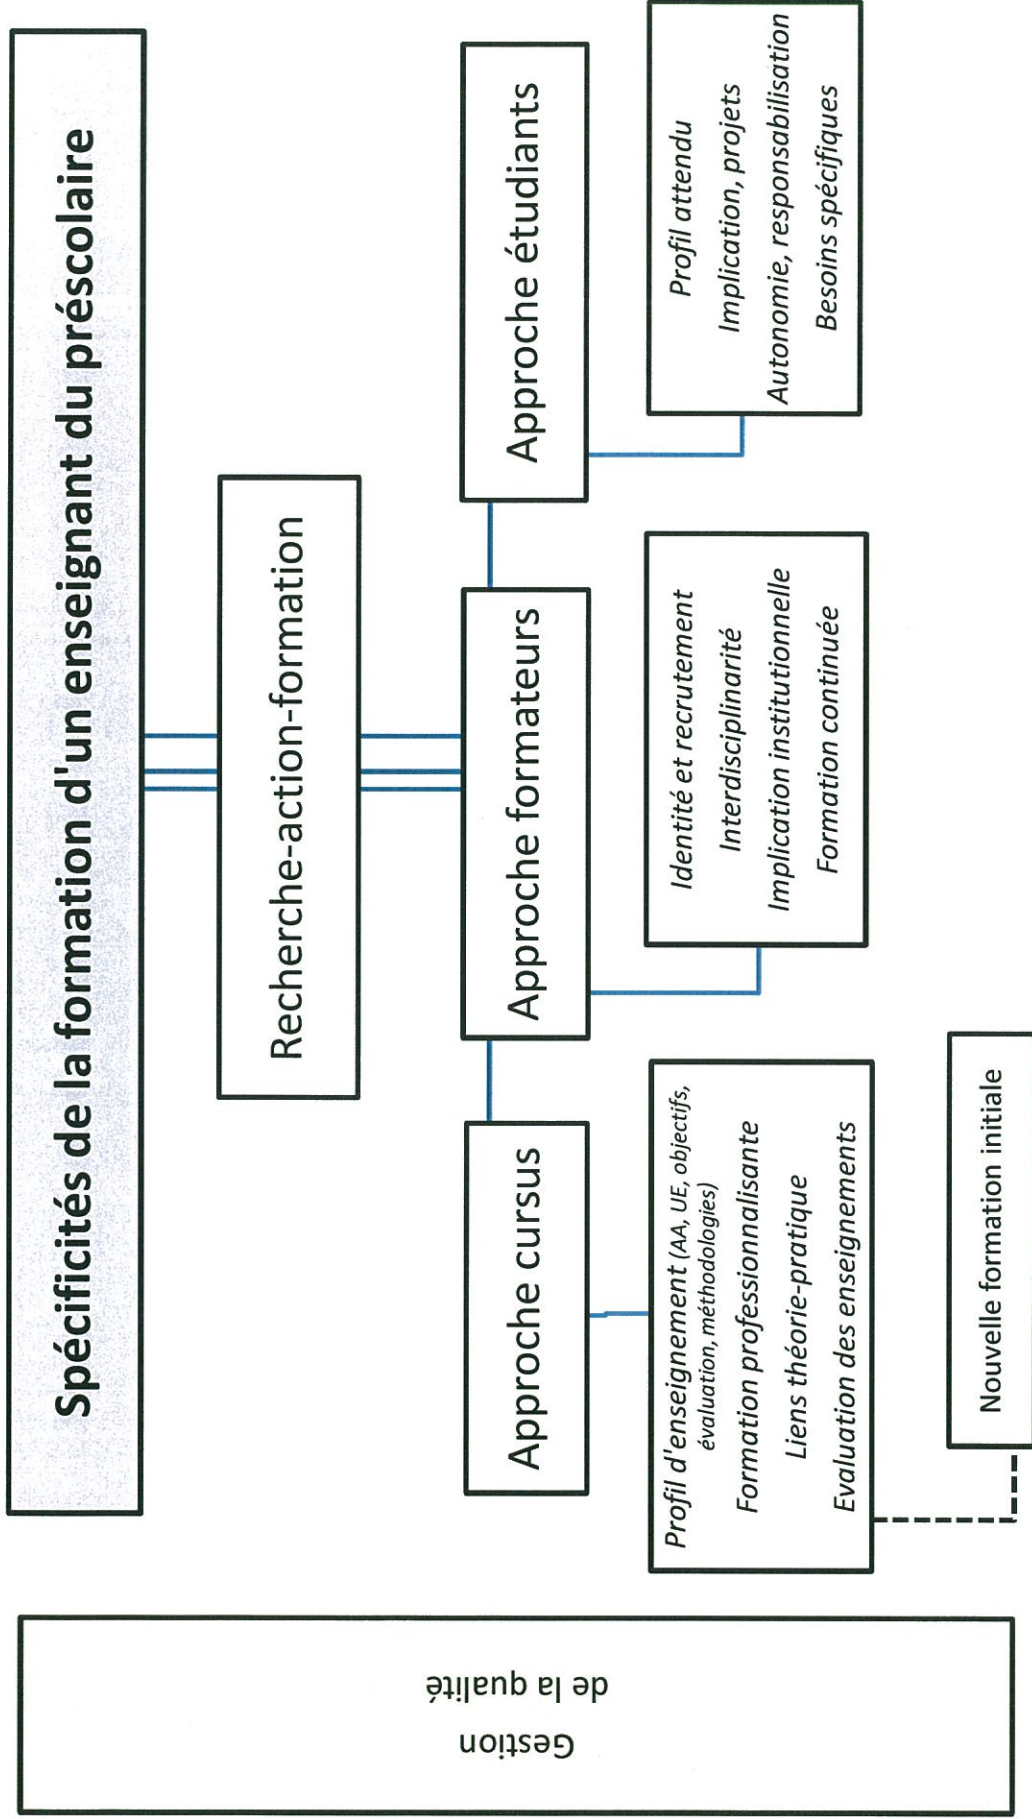 Spécificités de la formation d'un enseignant du préscolaire
Gestion
de la qualité
Recherche-action-formation
Approche cursus
Approche formateurs
Approche étudiants
Profil d'enseignement (AA, UE, objectifs,
évaluation, méthodologies)
Formation professionnalisante
Liens théorie-pratique
Evaluation des enseignements
Identité et recrutement
Interdisciplinarité
Implication institutionnelle
Formation continuée
Profil attendu
Implication, projets
Autonomie, responsabilisation
Besoins spécifiques
Nouvelle formation initiale